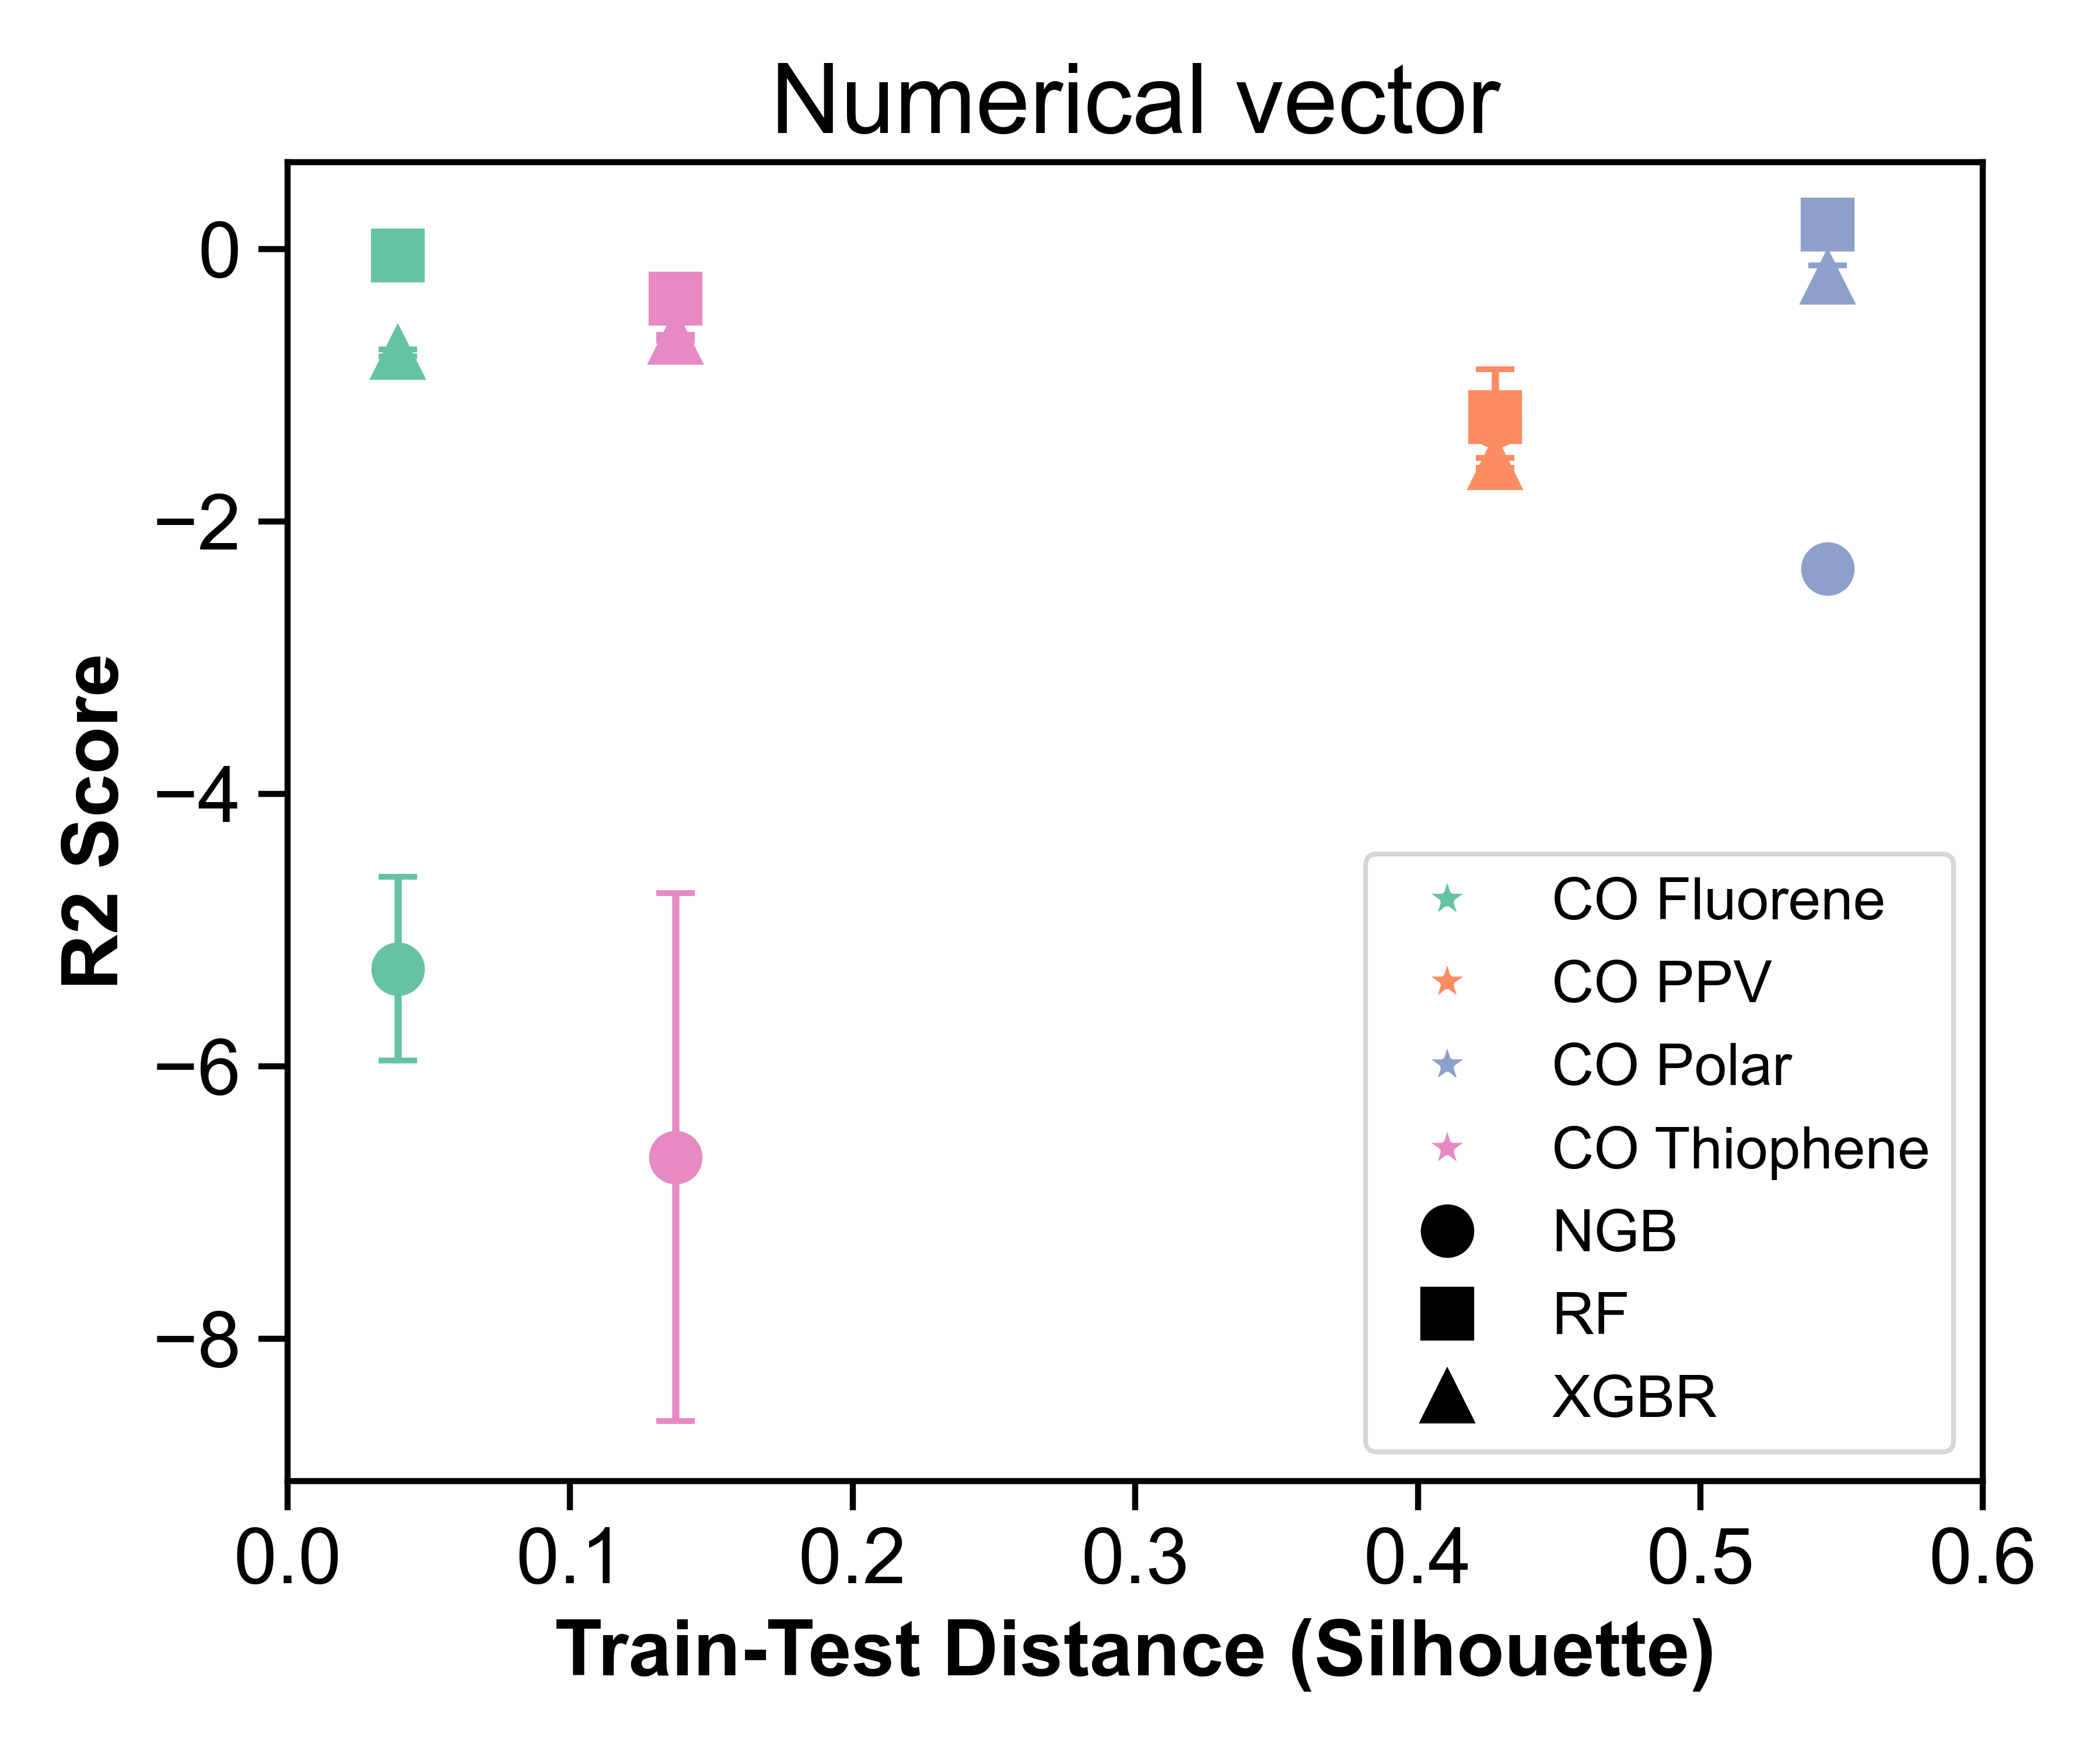 Numerical vector
R2 Score
0
−2
−4
−6
−8
CO Fluorene
CO PPV
CO Polar
CO Thiophene
NGB
RF
XGBR
0.0 0.1 0.2 0.3 0.4 0.5 0.6
Train-Test Distance (Silhouette)